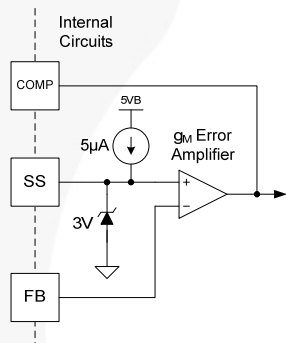 Internal
Circuits
COMP
5VB
5µA
gM Error
Amplifier
SS
+
−
3V
FB